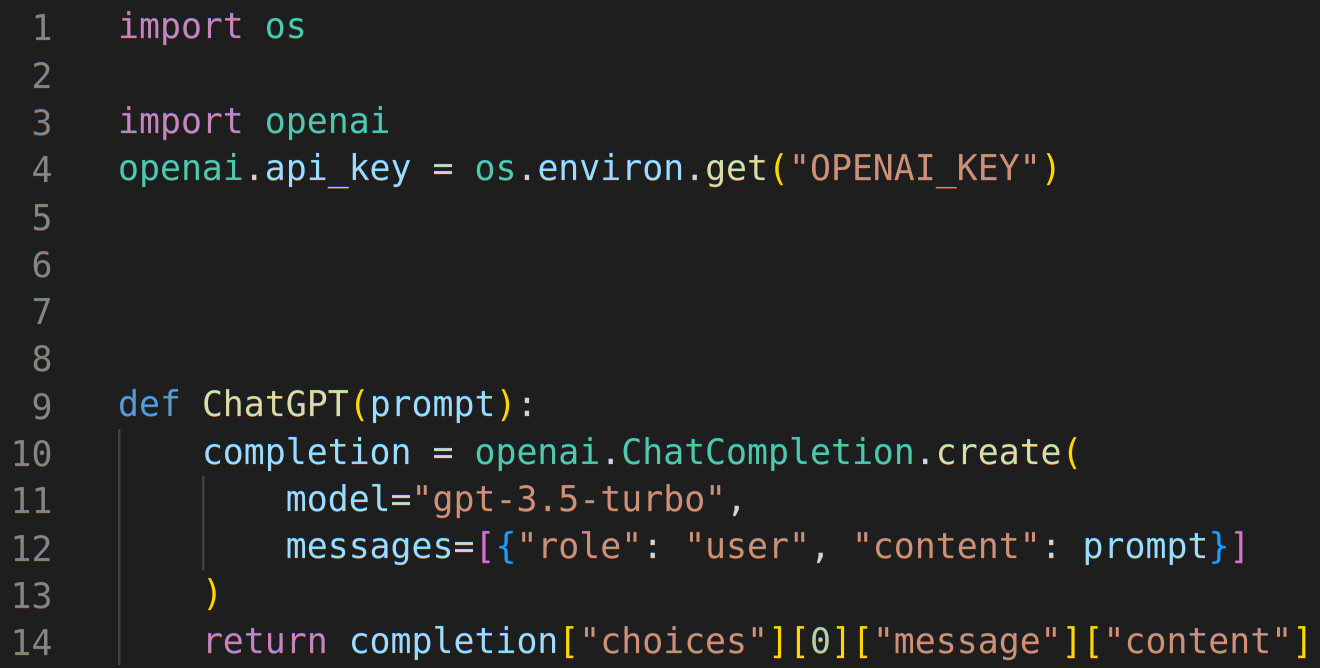 1 import os
2
3 import openai
4 openai.api_key = os.environ.get("OPENAI_KEY")
5
6
7
8
9 def ChatGPT(prompt):
10     completion = openai.ChatCompletion.create(
11         model="gpt-3.5-turbo",
12         messages=[{"role": "user", "content": prompt}]
13     )
14     return completion["choices"][0]["message"]["content"]